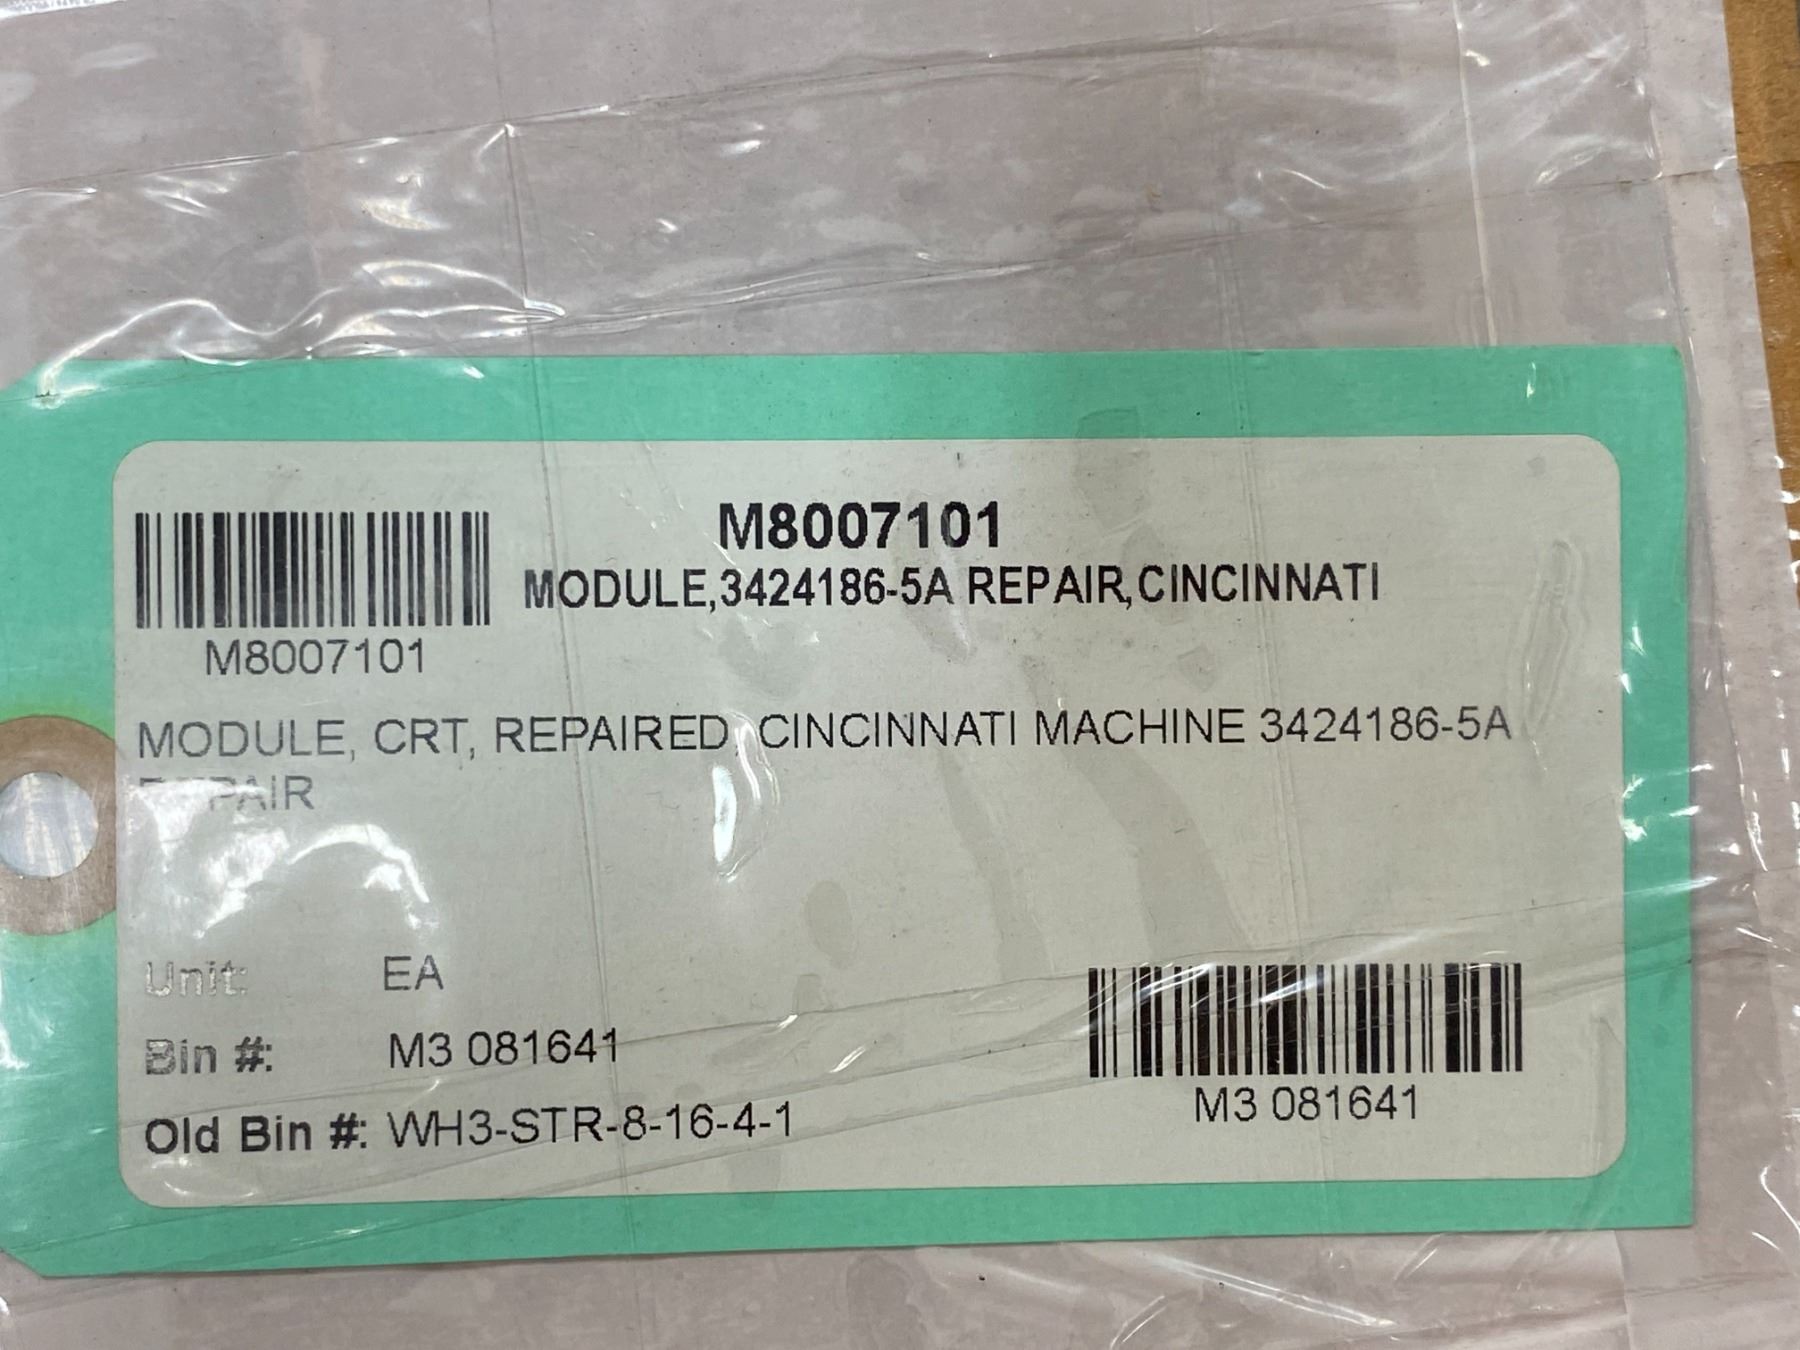 M8007101
MODULE,3424186-5A REPAIR,CINCINNATI
M8007101
MODULE, CRT, REPAIRED, CINCINNATI MACHINE 3424186-5A
REPAIR
Unit: EA
Bin #: M3 081641
M3 081641
Old Bin #: WH3-STR-8-16-4-1